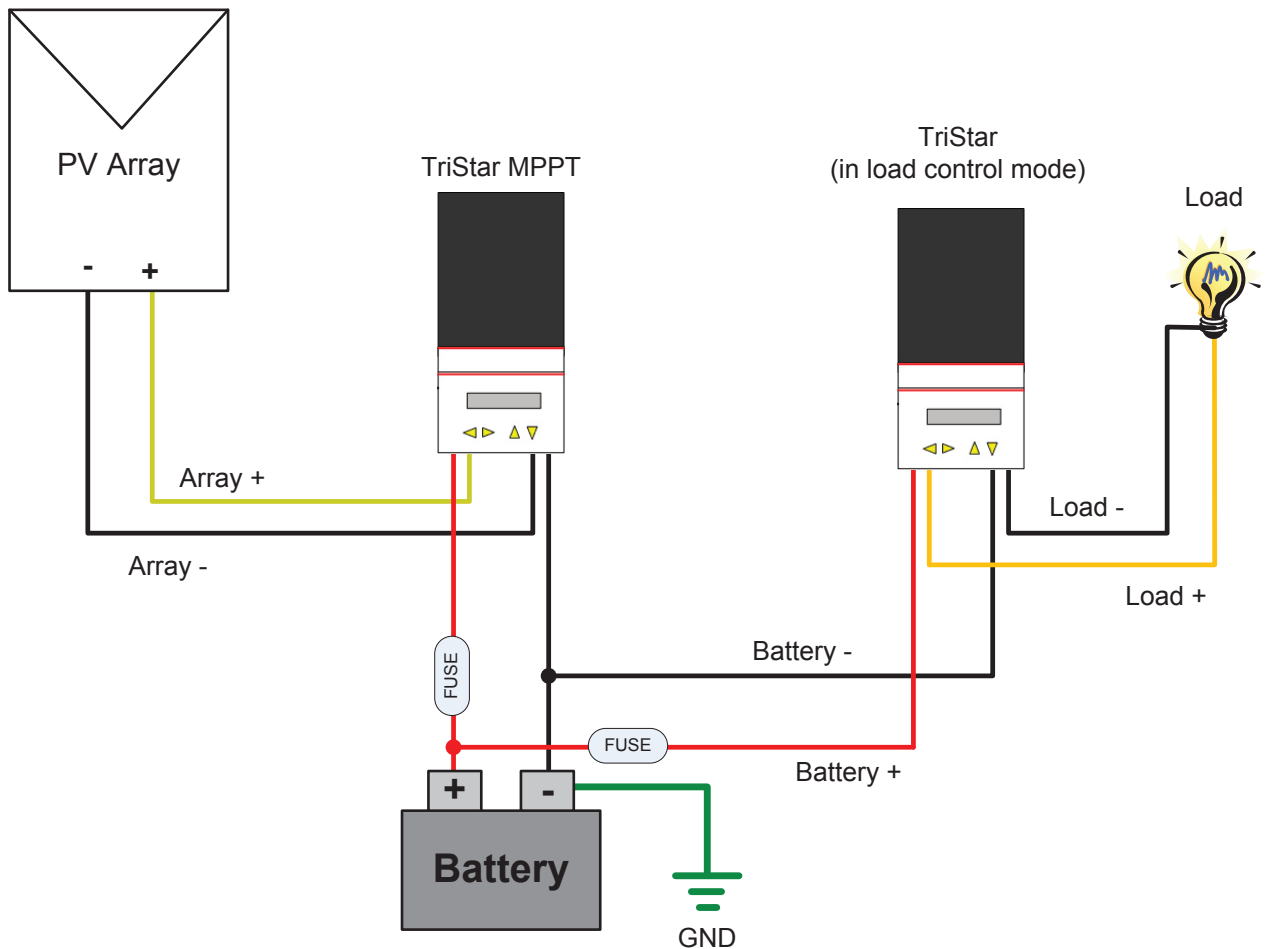 PV Array
-
+
TriStar MPPT
TriStar
(in load control mode)
Load
Array +
Array -
Load -
Load +
FUSE
Battery -
FUSE
Battery +
+
-
Battery
GND